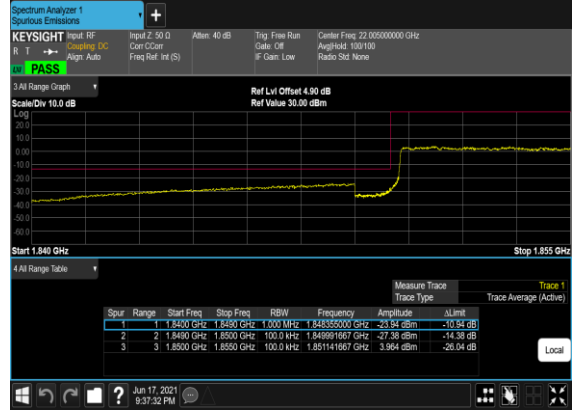 Spectrum Analyzer 1
Spurious Emissions
KEYSIGHT Input: RF Input Z: 50 Ω Atten: 40 dB Trig: Free Run Center Freq: 22.005000000 GHz
R T Coupling: DC Corr CCorr Gate: Off Avg|Hold: 100/100
Align: Auto Freq Ref: Int (S) IF Gain: Low Radio Std: None
PASS
3 All Range Graph
Ref Lvl Offset 4.90 dB
Scale/Div 10.0 dB Ref Value 30.00 dBm
Log
20.0
10.0
0.00
-10.0
-20.0
-30.0
-40.0
-50.0
-60.0
Start 1.840 GHz Stop 1.855 GHz
4 All Range Table
Measure Trace Trace 1
Trace Type Trace Average (Active)
Spur Range Start Freq Stop Freq RBW Frequency Amplitude ΔLimit
1 1 1.8400 GHz 1.8490 GHz 1.000 MHz 1.848355000 GHz -23.94 dBm -10.94 dB
2 2 1.8490 GHz 1.8500 GHz 100.0 kHz 1.849991667 GHz -27.38 dBm -14.38 dB
3 3 1.8500 GHz 1.8550 GHz 100.0 kHz 1.851141667 GHz 3.964 dBm -26.04 dB
Local
? Jun 17, 2021
9:37:32 PM